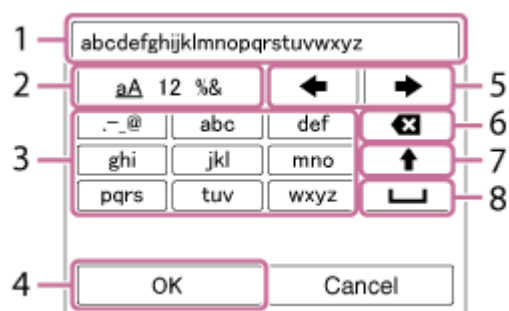 1 abcdefghijklmnopqrstuvwxyz
2 aA 12 %& 5
.-_@ abc def 6
3 ghi jkl mno 7
pqrs tuv wxyz 8
4 OK Cancel